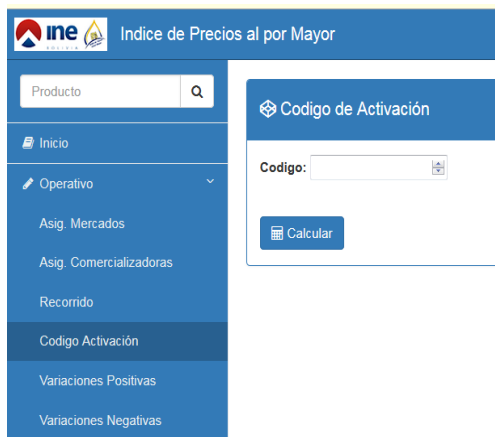 ine
BOLIVIA
Indice de Precios al por Mayor
Producto
Inicio
Operativo
Asig. Mercados
Asig. Comercializadoras
Recorrido
Codigo Activación
Variaciones Positivas
Variaciones Negativas
Codigo de Activación
Codigo:
Calcular